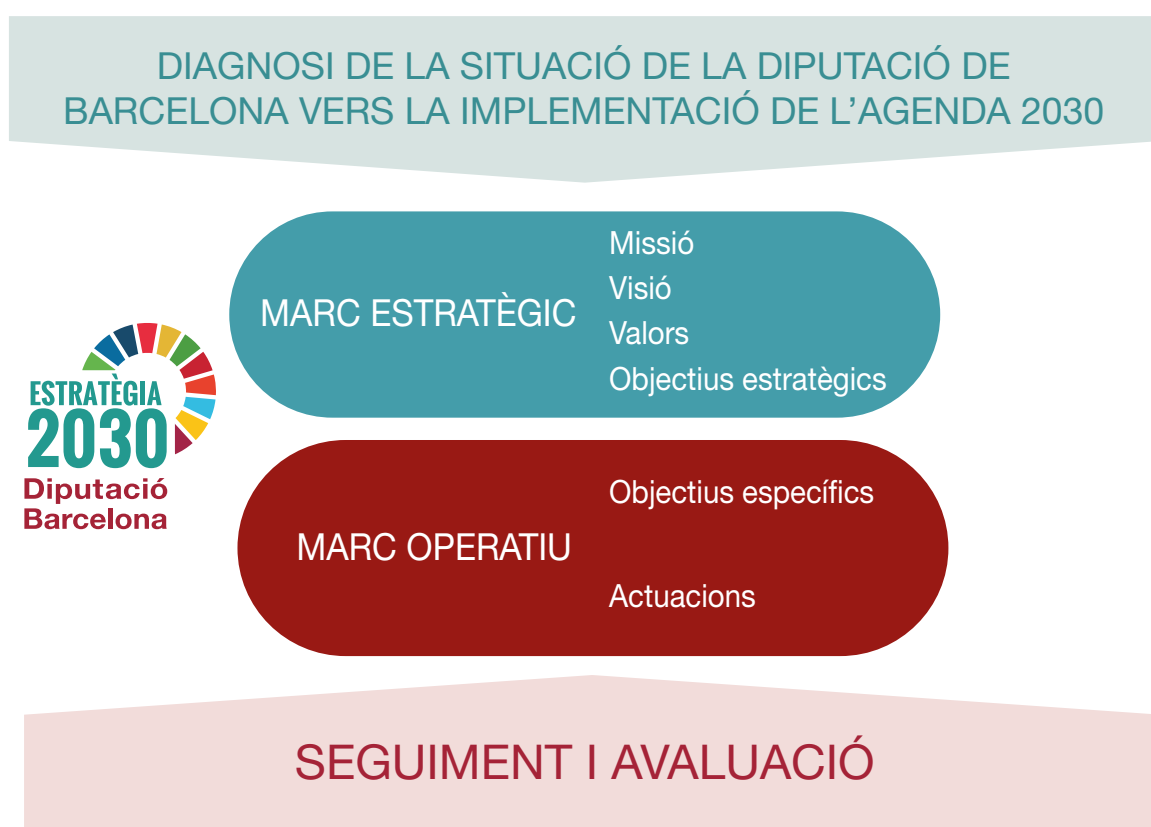 DIAGNOSI DE LA SITUACIÓ DE LA DIPUTACIÓ DE
BARCELONA VERS LA IMPLEMENTACIÓ DE L’AGENDA 2030
MARC ESTRATÈGIC
Missió
Visió
Valors
Objectius estratègics
ESTRATÈGIA
2030
Diputació
Barcelona
MARC OPERATIU
Objectius específics
Actuacions
SEGUIMENT I AVALUACIÓ